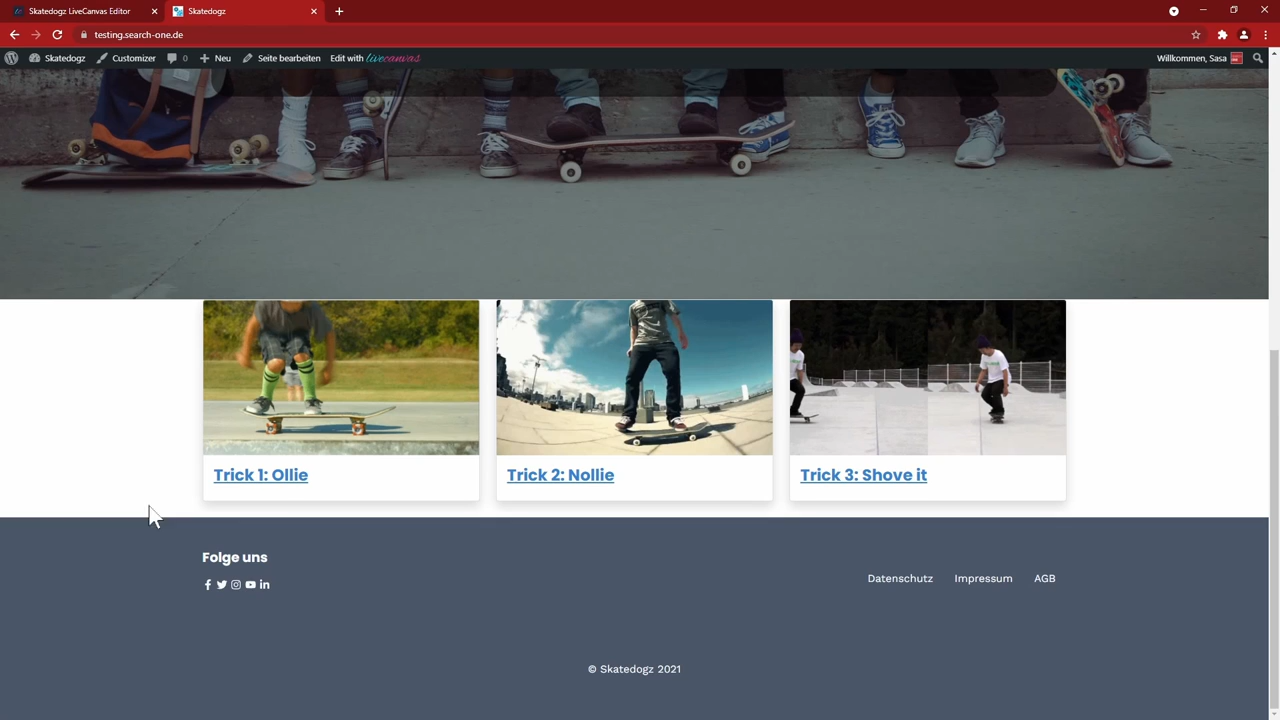 Skatedogz LiveCanvas Editor
Skatedogz
testing.search-one.de
Skatedogz Customizer 0 Neu Seite bearbeiten Edit with livecanvas Willkommen, Sasa
Trick 1: Ollie
Trick 2: Nollie
Trick 3: Shove it
Folge uns
Datenschutz Impressum AGB
© Skatedogz 2021